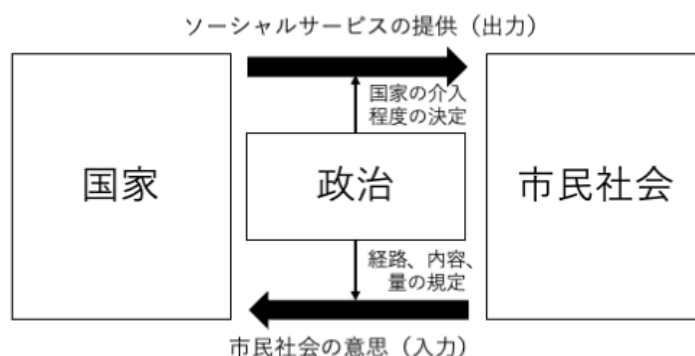 ソーシャルサービスの提供（出力）
国家の介入
程度の決定
国家
政治
市民社会
経路、内容、
量の規定
市民社会の意思（入力）